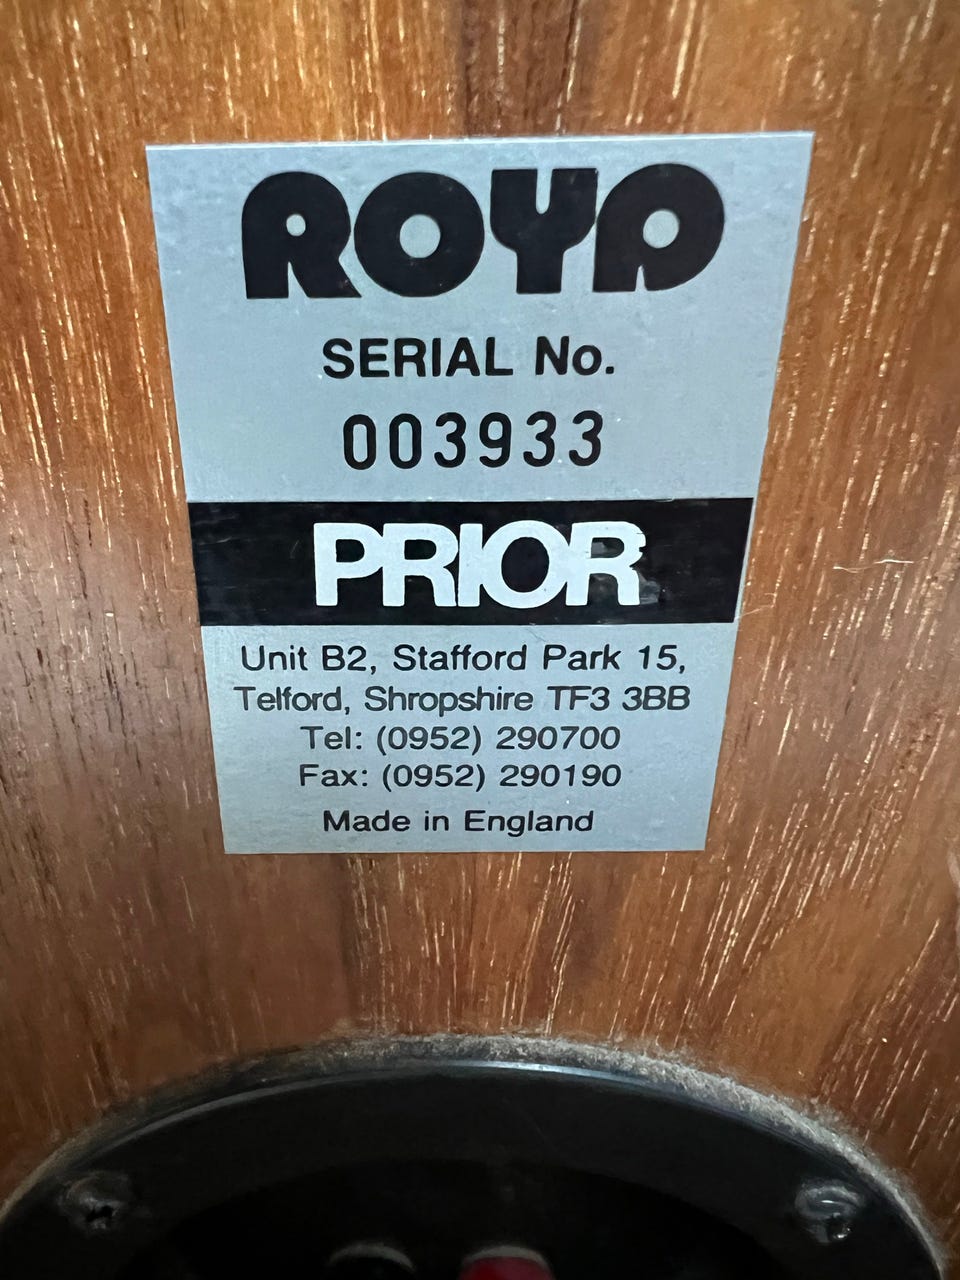 ROYD
SERIAL No.
003933
PRIOR
Unit B2, Stafford Park 15,
Telford, Shropshire TF3 3BB
Tel: (0952) 290700
Fax: (0952) 290190
Made in England